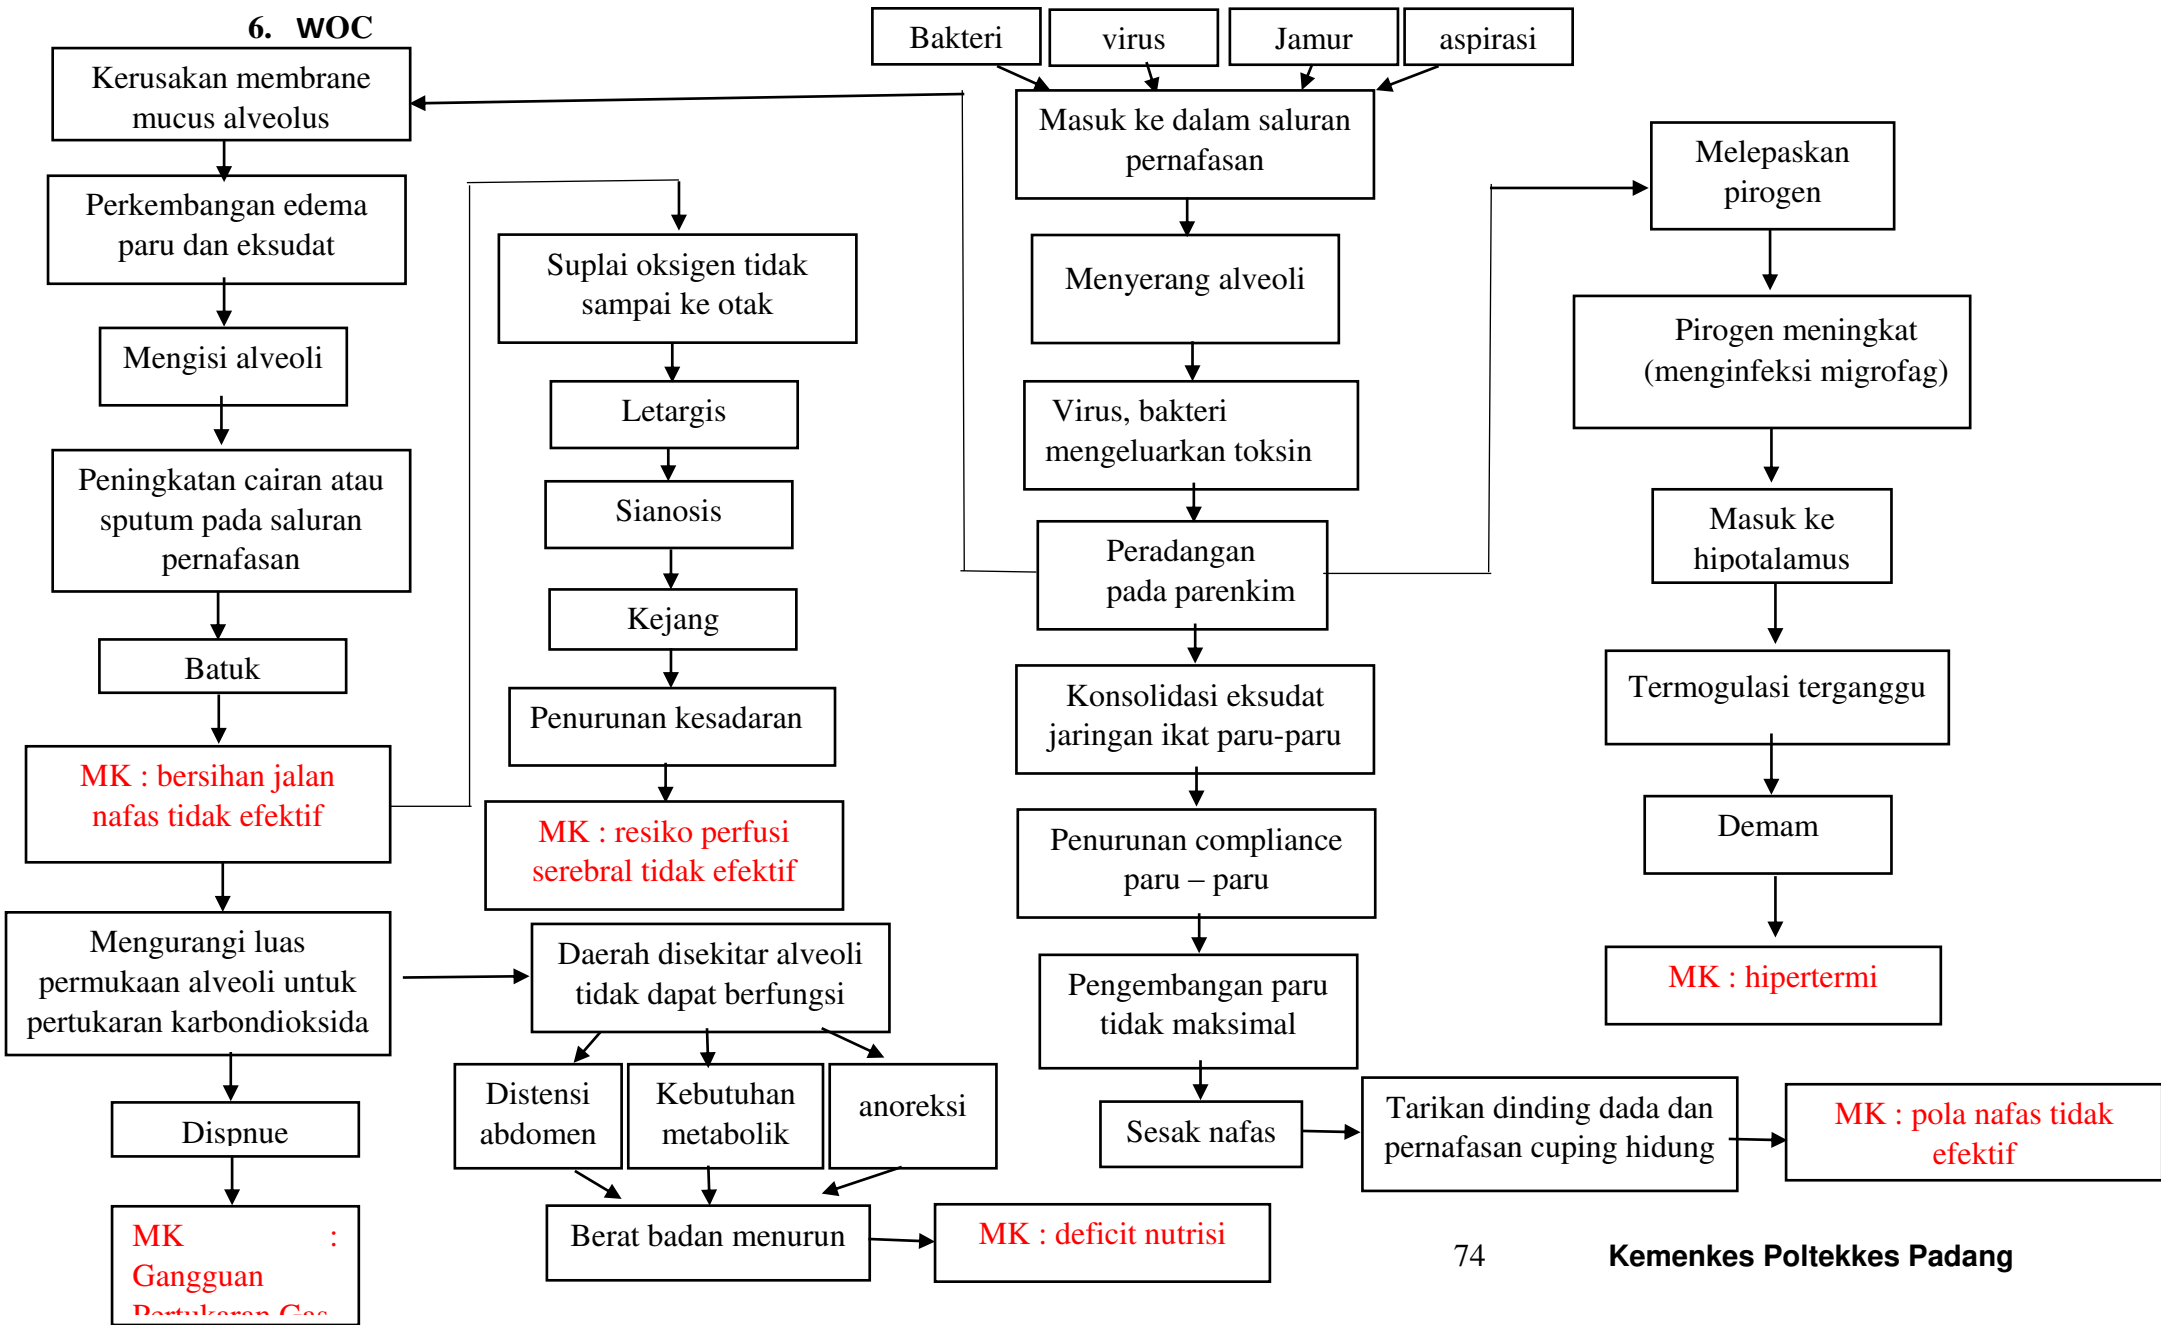 6. WOC
Bakteri
virus
Jamur
aspirasi
Kerusakan membrane
mucus alveolus
Masuk ke dalam saluran
pernafasan
Melepaskan
pirogen
Perkembangan edema
paru dan eksudat
Suplai oksigen tidak
sampai ke otak
Menyerang alveoli
Pirogen meningkat
(menginfeksi migrofag)
Mengisi alveoli
Letargis
Virus, bakteri
mengeluarkan toksin
Peningkatan cairan atau
sputum pada saluran
pernafasan
Sianosis
Masuk ke
hipotalamus
Peradangan
pada parenkim
Kejang
Batuk
Penurunan kesadaran
Konsolidasi eksudat
jaringan ikat paru-paru
Termogulasi terganggu
MK : bersihan jalan
nafas tidak efektif
MK : resiko perfusi
serebral tidak efektif
Penurunan compliance
paru – paru
Demam
Mengurangi luas
permukaan alveoli untuk
pertukaran karbondioksida
Daerah disekitar alveoli
tidak dapat berfungsi
Pengembangan paru
tidak maksimal
MK : hipertermi
Distensi
abdomen
Kebutuhan
metabolik
anoreksi
Dispnue
Sesak nafas
Tarikan dinding dada dan
pernafasan cuping hidung
MK : pola nafas tidak
efektif
MK :
Gangguan
Pertukaran Gas
Berat badan menurun
MK : deficit nutrisi
74
Kemenkes Poltekkes Padang